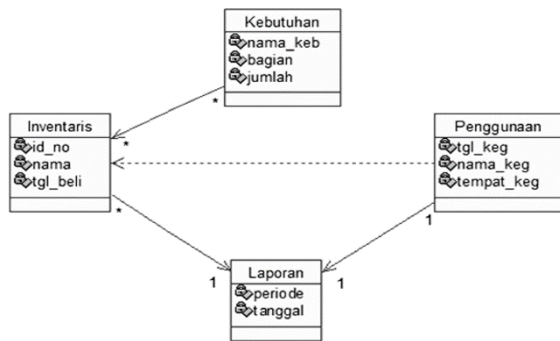 Kebutuhan
nama_keb
bagian
jumlah
*
*
Inventaris
id_no
nama
tgl_beli
Penggunaan
tgl_keg
nama_keg
tempat_keg
*
1
1
1
Laporan
periode
tanggal